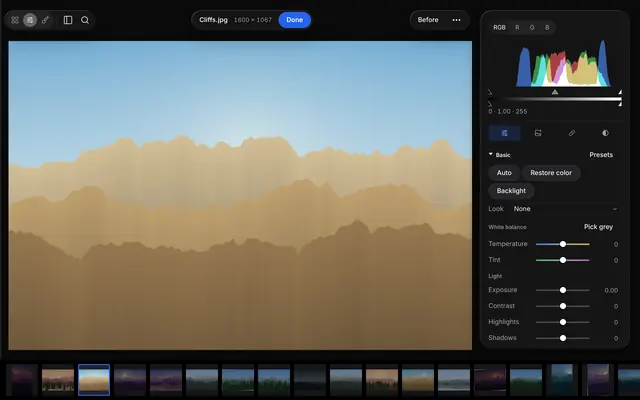 Cliffs.jpg 1600 × 1067 Done
Before
RGB R G B
0 · 1.00 · 255
Basic Presets
Auto Restore color
Backlight
Look None
White balance Pick grey
Temperature 0
Tint 0
Light
Exposure 0.00
Contrast 0
Highlights 0
Shadows 0